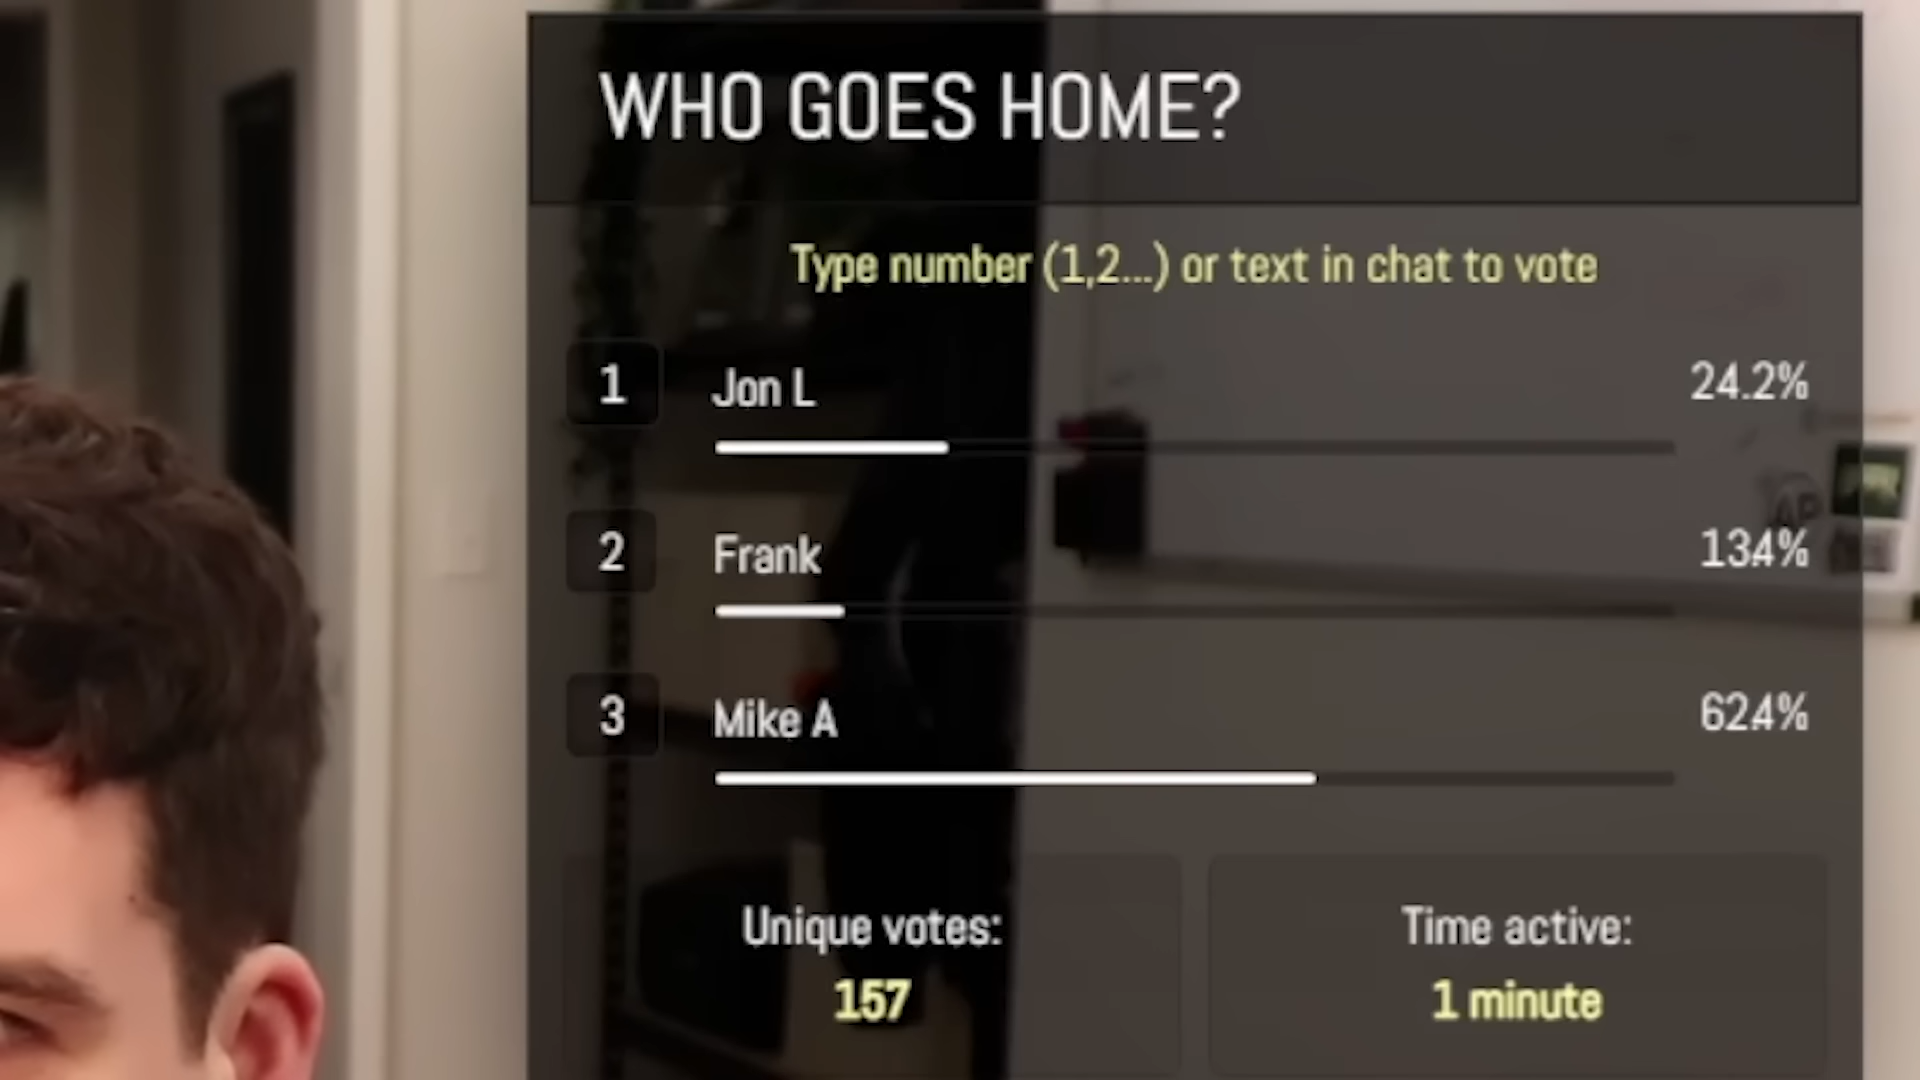 WHO GOES HOME?
Type number (1,2...) or text in chat to vote
1 Jon L 24.2%
2 Frank 13.4%
3 Mike A 62.4%
Unique votes: Time active:
157 1 minute